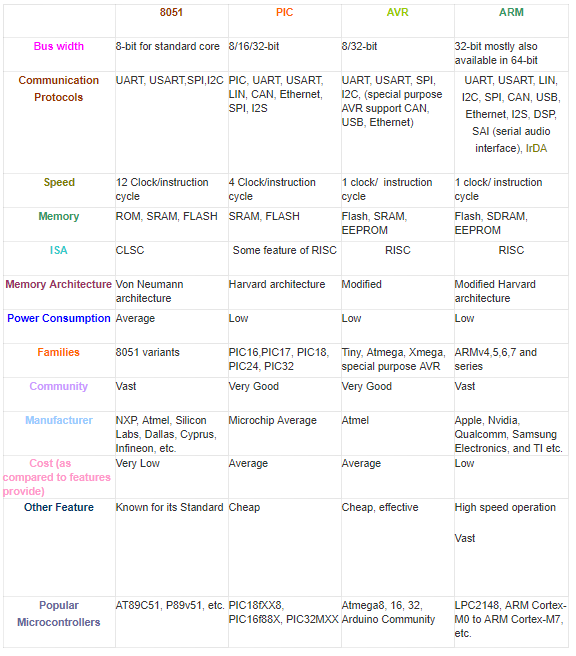 8051 PIC AVR ARM
Bus width 8-bit for standard core 8/16/32-bit 8/32-bit 32-bit mostly also
available in 64-bit
Communication UART, USART,SPI,I2C PIC, UART, USART, UART, USART, SPI, UART, USART, LIN,
Protocols LIN, CAN, Ethernet, I2C, (special purpose I2C, SPI, CAN, USB,
SPI, I2S AVR support CAN, Ethernet, I2S, DSP,
USB, Ethernet) SAI (serial audio
interface), IrDA
Speed 12 Clock/instruction 4 Clock/instruction 1 clock/ instruction 1 clock/ instruction
cycle cycle cycle cycle
Memory ROM, SRAM, FLASH SRAM, FLASH Flash, SRAM, Flash, SDRAM,
EEPROM EEPROM
ISA CLSC Some feature of RISC RISC RISC
Memory Architecture Von Neumann Harvard architecture Modified Modified Harvard
architecture architecture
Power Consumption Average Low Low Low
Families 8051 variants PIC16,PIC17, PIC18, Tiny, Atmega, Xmega, ARMv4,5,6,7 and
PIC24, PIC32 special purpose AVR series
Community Vast Very Good Very Good Vast
Manufacturer NXP, Atmel, Silicon Microchip Average Atmel Apple, Nvidia,
Labs, Dallas, Cyprus, Qualcomm, Samsung
Infineon, etc. Electronics, and TI etc.
Cost (as Very Low Average Average Low
compared to features
provide)
Other Feature Known for its Standard Cheap Cheap, effective High speed operation
Vast
Popular AT89C51, P89v51, etc. PIC18fXX8, Atmega8, 16, 32, LPC2148, ARM Cortex-
Microcontrollers PIC16f88X, PIC32MXX Arduino Community M0 to ARM Cortex-M7,
etc.